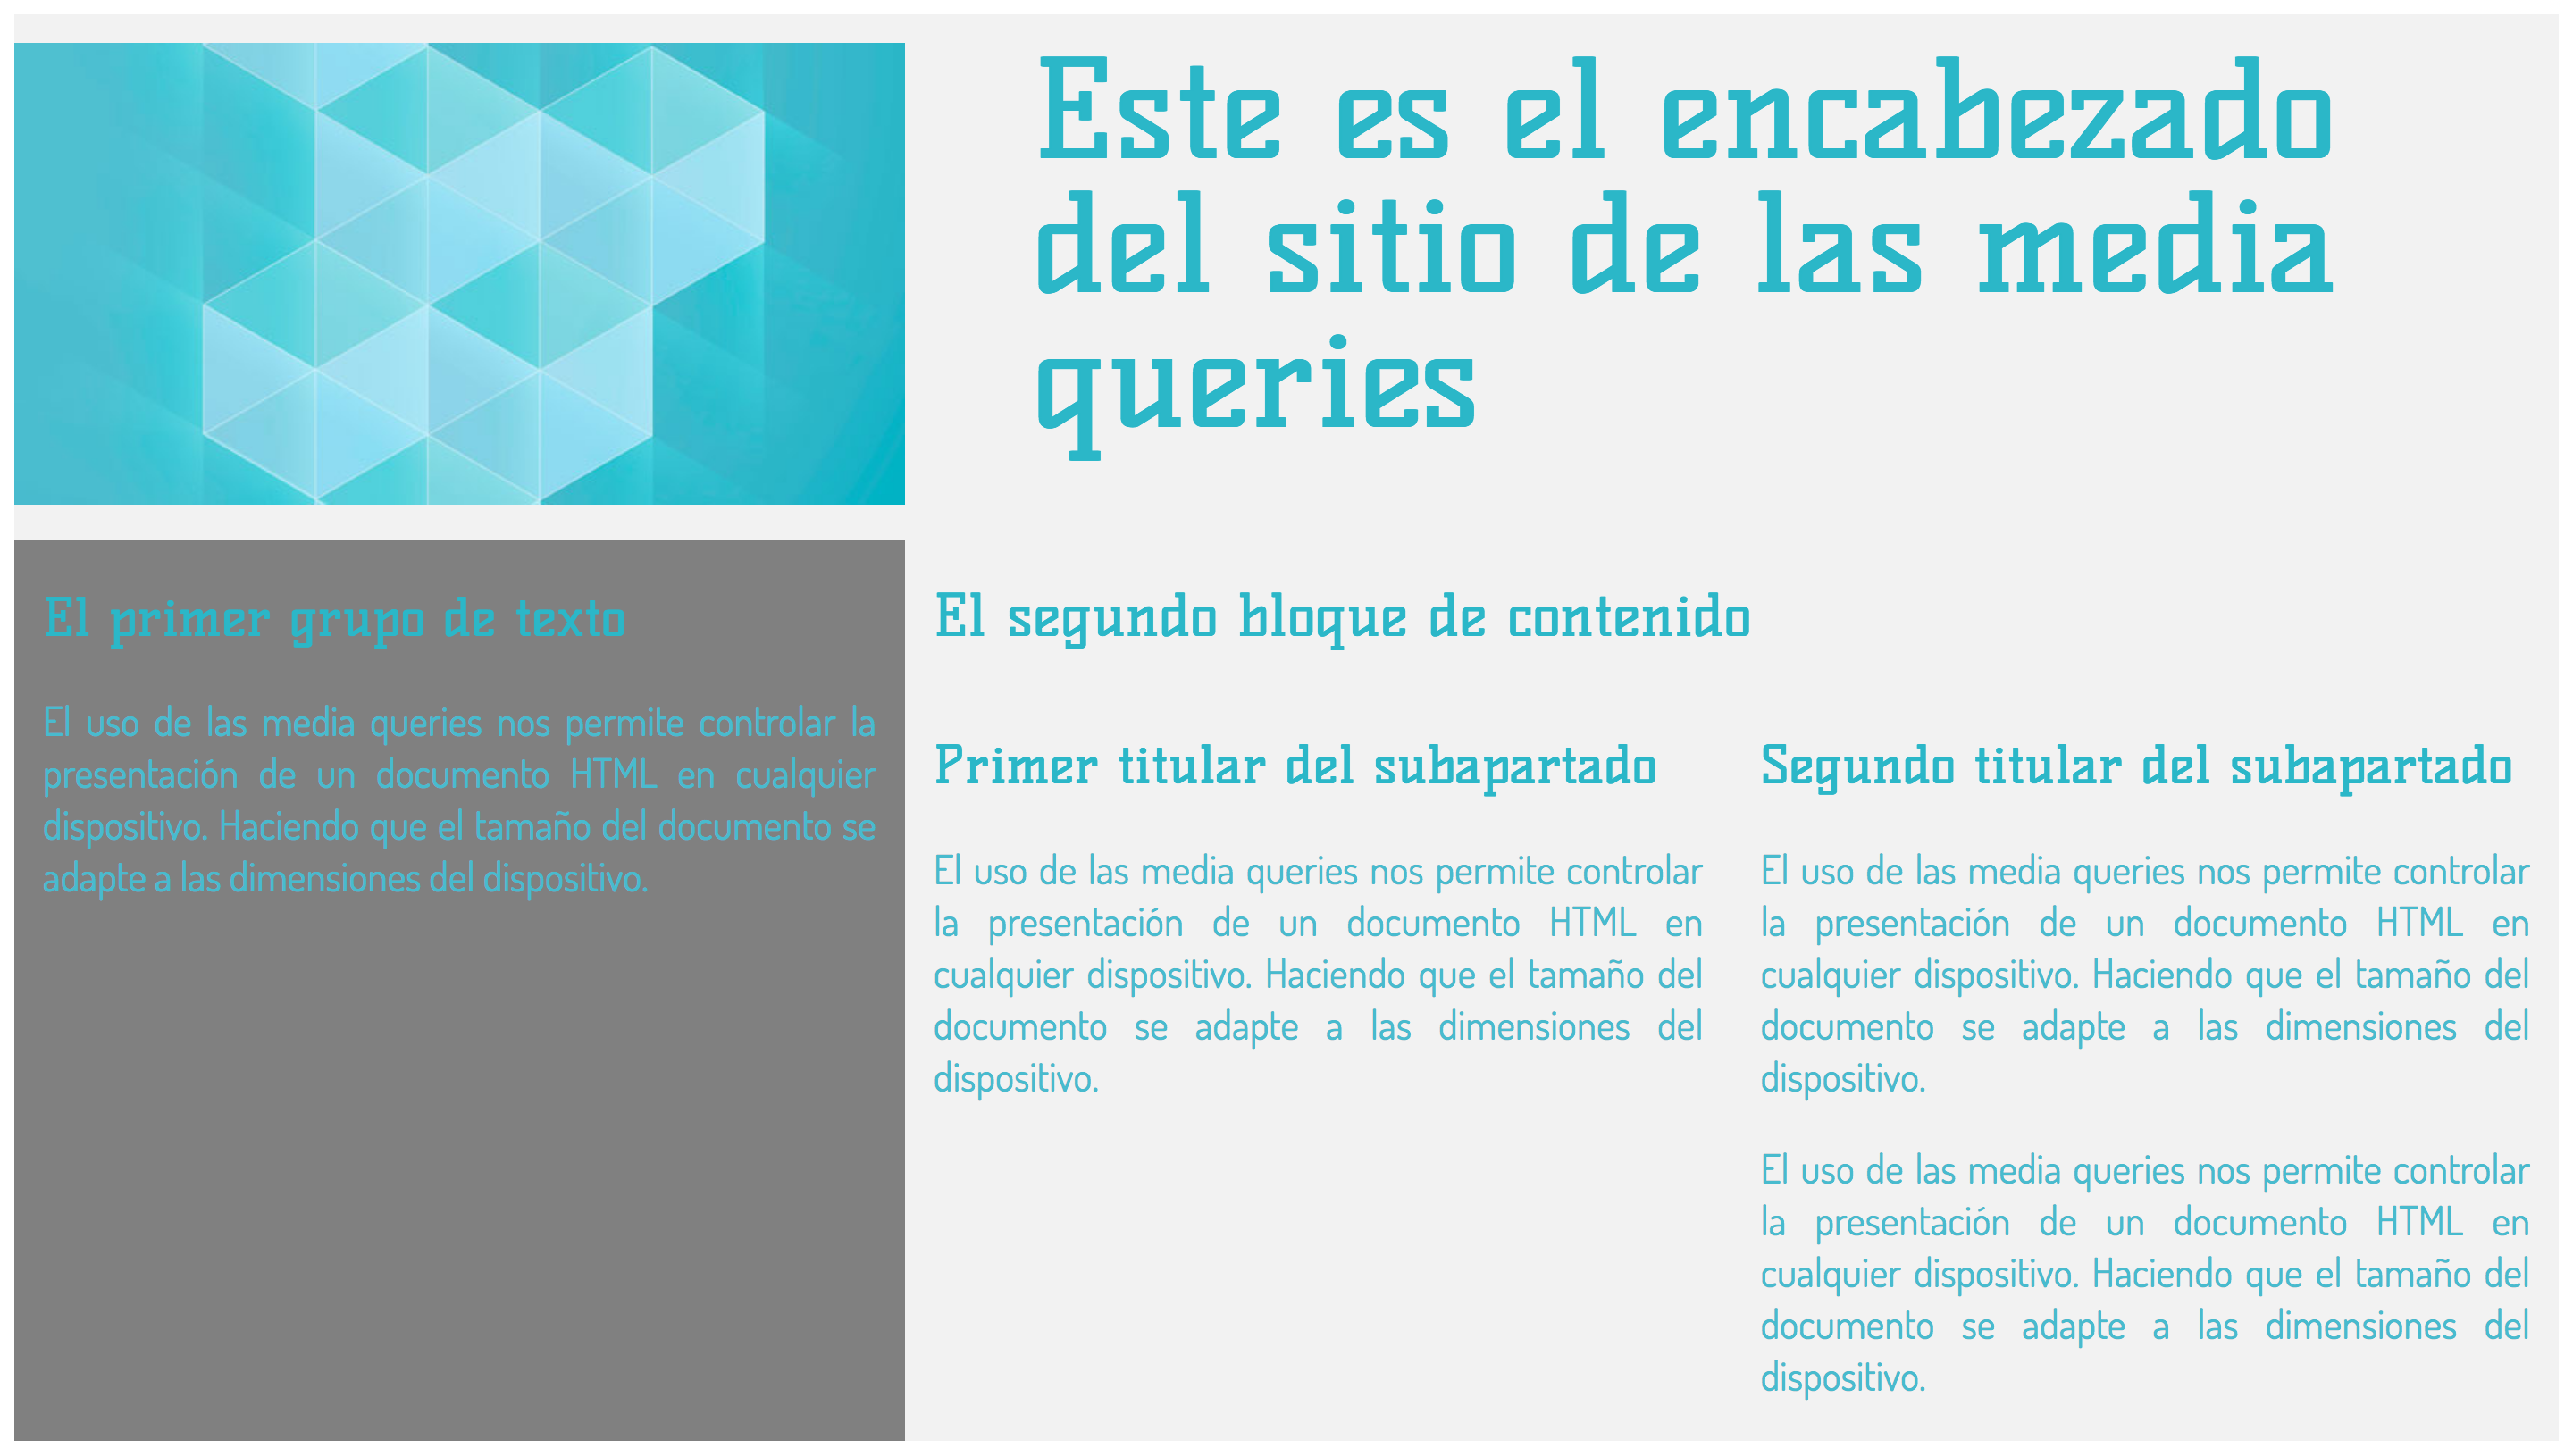 Este es el encabezado
del sitio de las media
queries
El primer grupo de texto
El uso de las media queries nos permite controlar la
presentación de un documento HTML en cualquier
dispositivo. Haciendo que el tamaño del documento se
adapte a las dimensiones del dispositivo.
El segundo bloque de contenido
Primer titular del subapartado
El uso de las media queries nos permite controlar
la presentación de un documento HTML en
cualquier dispositivo. Haciendo que el tamaño del
documento se adapte a las dimensiones del
dispositivo.
Segundo titular del subapartado
El uso de las media queries nos permite controlar
la presentación de un documento HTML en
cualquier dispositivo. Haciendo que el tamaño del
documento se adapte a las dimensiones del
dispositivo.
El uso de las media queries nos permite controlar
la presentación de un documento HTML en
cualquier dispositivo. Haciendo que el tamaño del
documento se adapte a las dimensiones del
dispositivo.